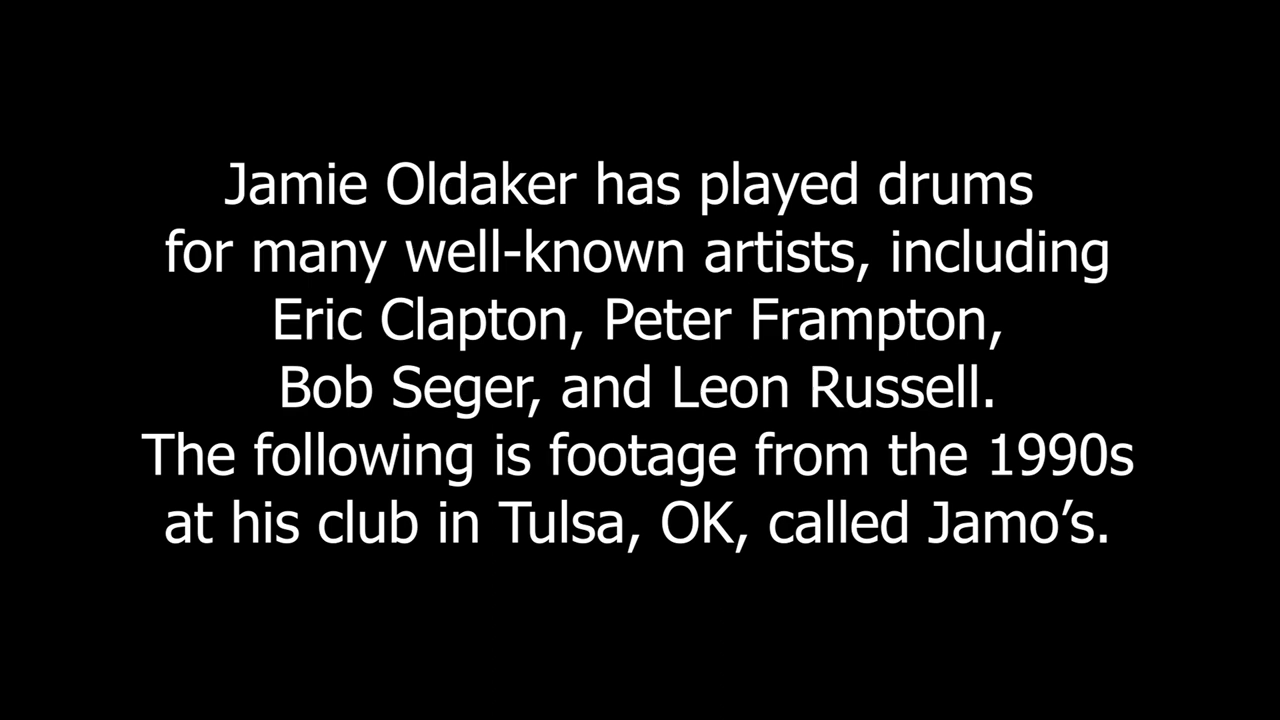 Jamie Oldaker has played drums
for many well-known artists, including
Eric Clapton, Peter Frampton,
Bob Seger, and Leon Russell.
The following is footage from the 1990s
at his club in Tulsa, OK, called Jamo’s.